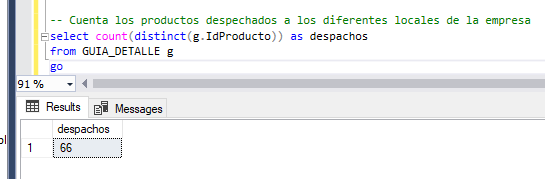 -- Cuenta los productos despechados a los diferentes locales de la empresa
select count(distinct(g.IdProducto)) as despachos
from GUIA_DETALLE g
go
91 %
Results Messages
despachos
1 66